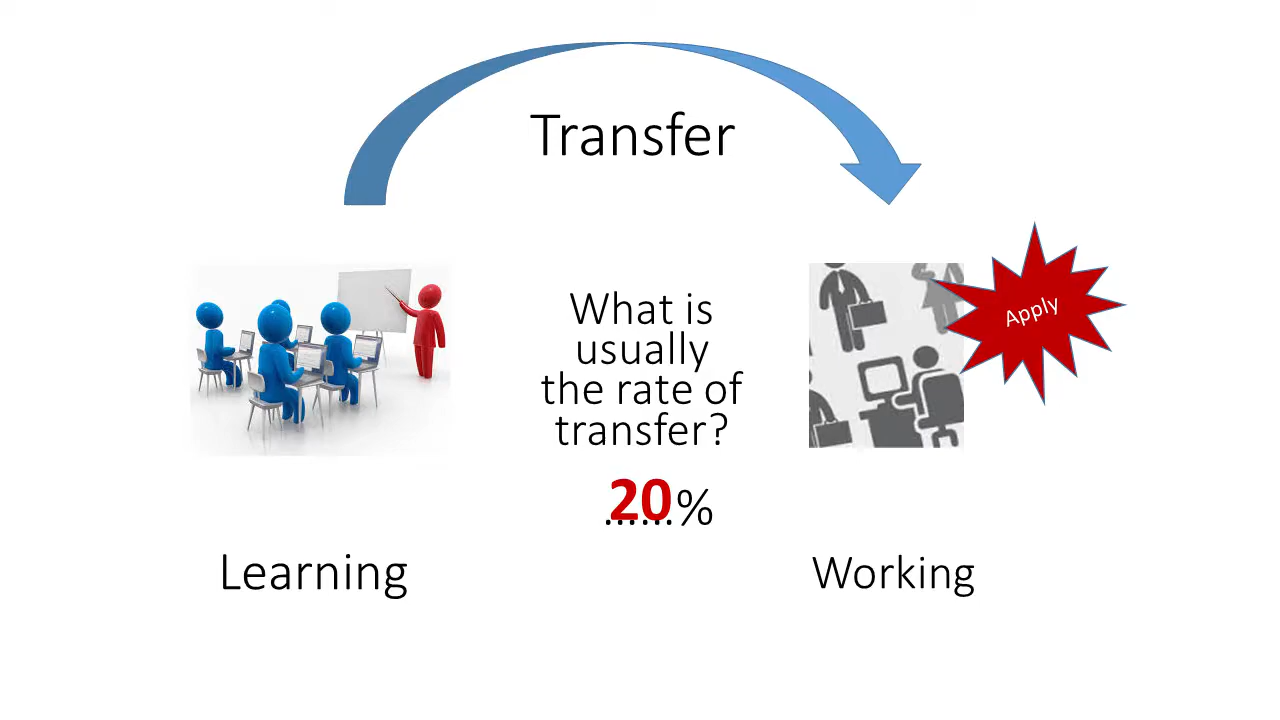 Transfer
What is
usually
the rate of
transfer?
Apply
20
......%
Learning
Working